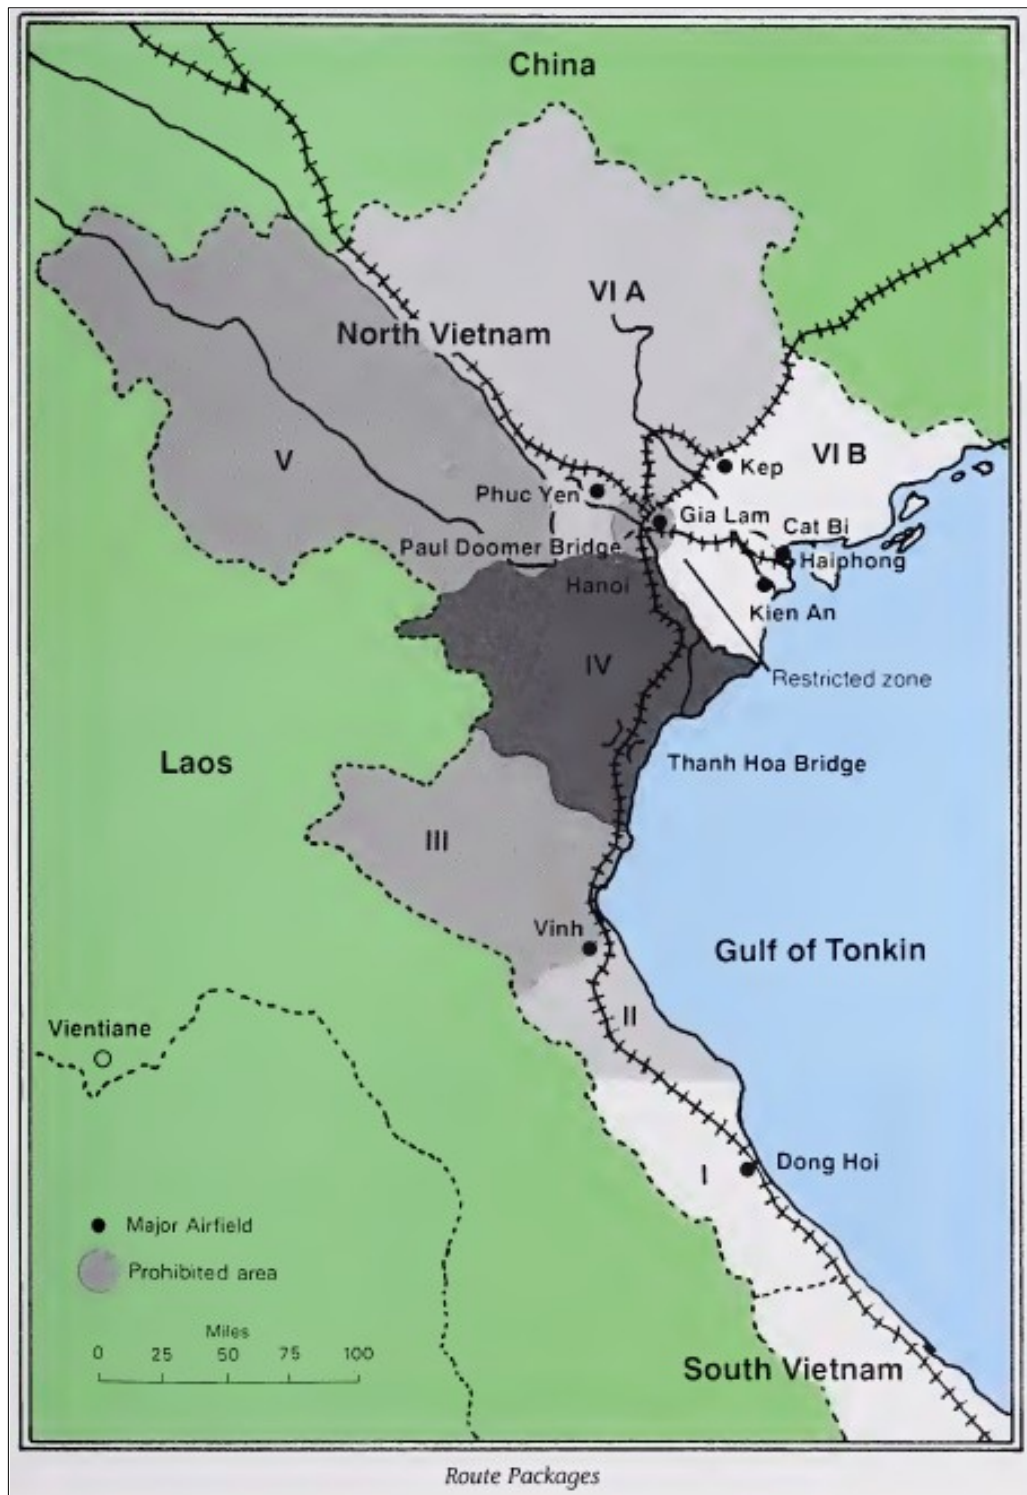 China
VI A
North Vietnam
V
VI B
Kep
Phuc Yen
Gia Lam
Cat Bi
Paul Doomer Bridge
Haiphong
Hanoi
Kien An
IV
Restricted zone
Laos
Thanh Hoa Bridge
III
Vinh
Gulf of Tonkin
II
Vientiane
Dong Hoi
I
Major Airfield
Prohibited area
Miles
0 25 50 75 100
South Vietnam
Route Packages